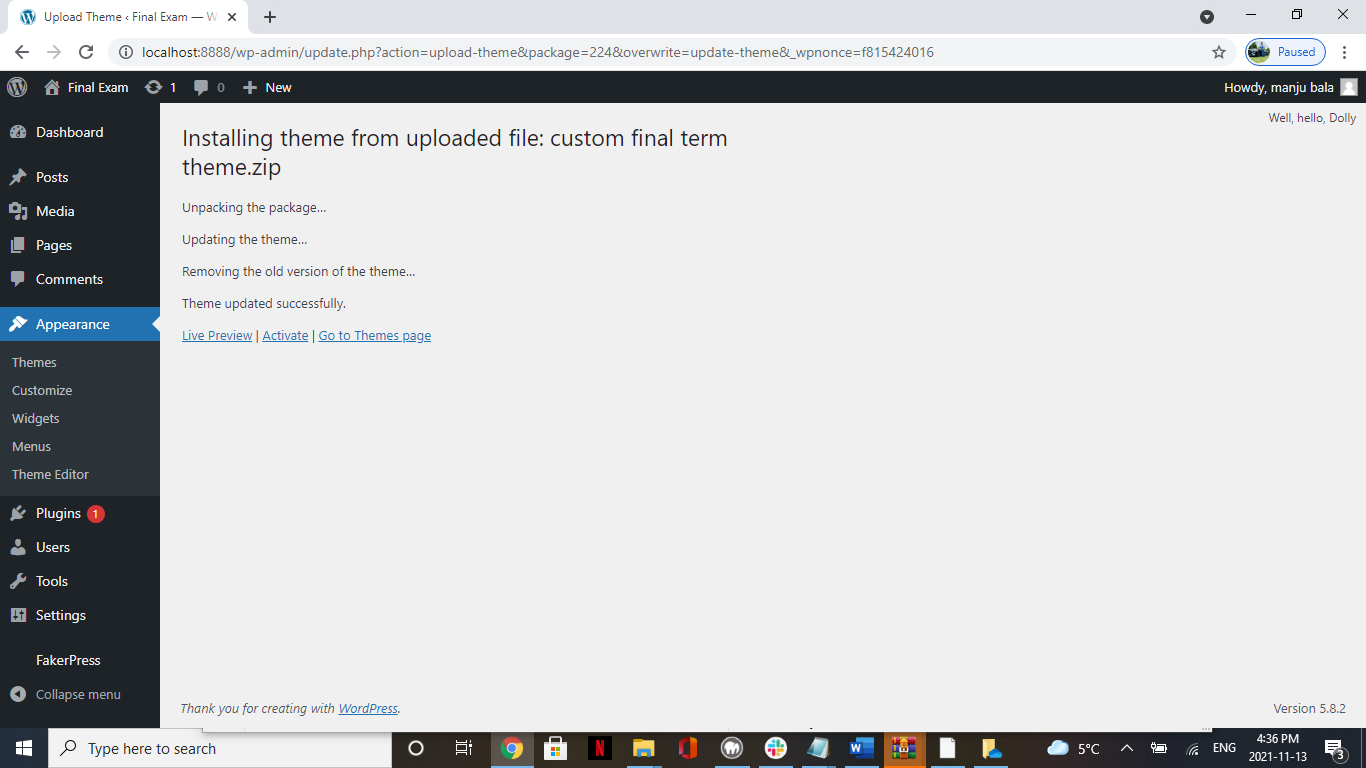 Upload Theme ‹ Final Exam — W
localhost:8888/wp-admin/update.php?action=upload-theme&package=224&overwrite=update-theme&_wpnonce=f815424016
Paused
Final Exam 1 0 New Howdy, manju bala
Well, hello, Dolly
Dashboard
Posts
Media
Pages
Comments
Appearance
Themes
Customize
Widgets
Menus
Theme Editor
Plugins 1
Users
Tools
Settings
FakerPress
Collapse menu
Installing theme from uploaded file: custom final term
theme.zip
Unpacking the package…
Updating the theme…
Removing the old version of the theme…
Theme updated successfully.
Live Preview | Activate | Go to Themes page
Thank you for creating with WordPress. Version 5.8.2
Type here to search
N
W
5°C
ENG
4:36 PM
2021-11-13
3